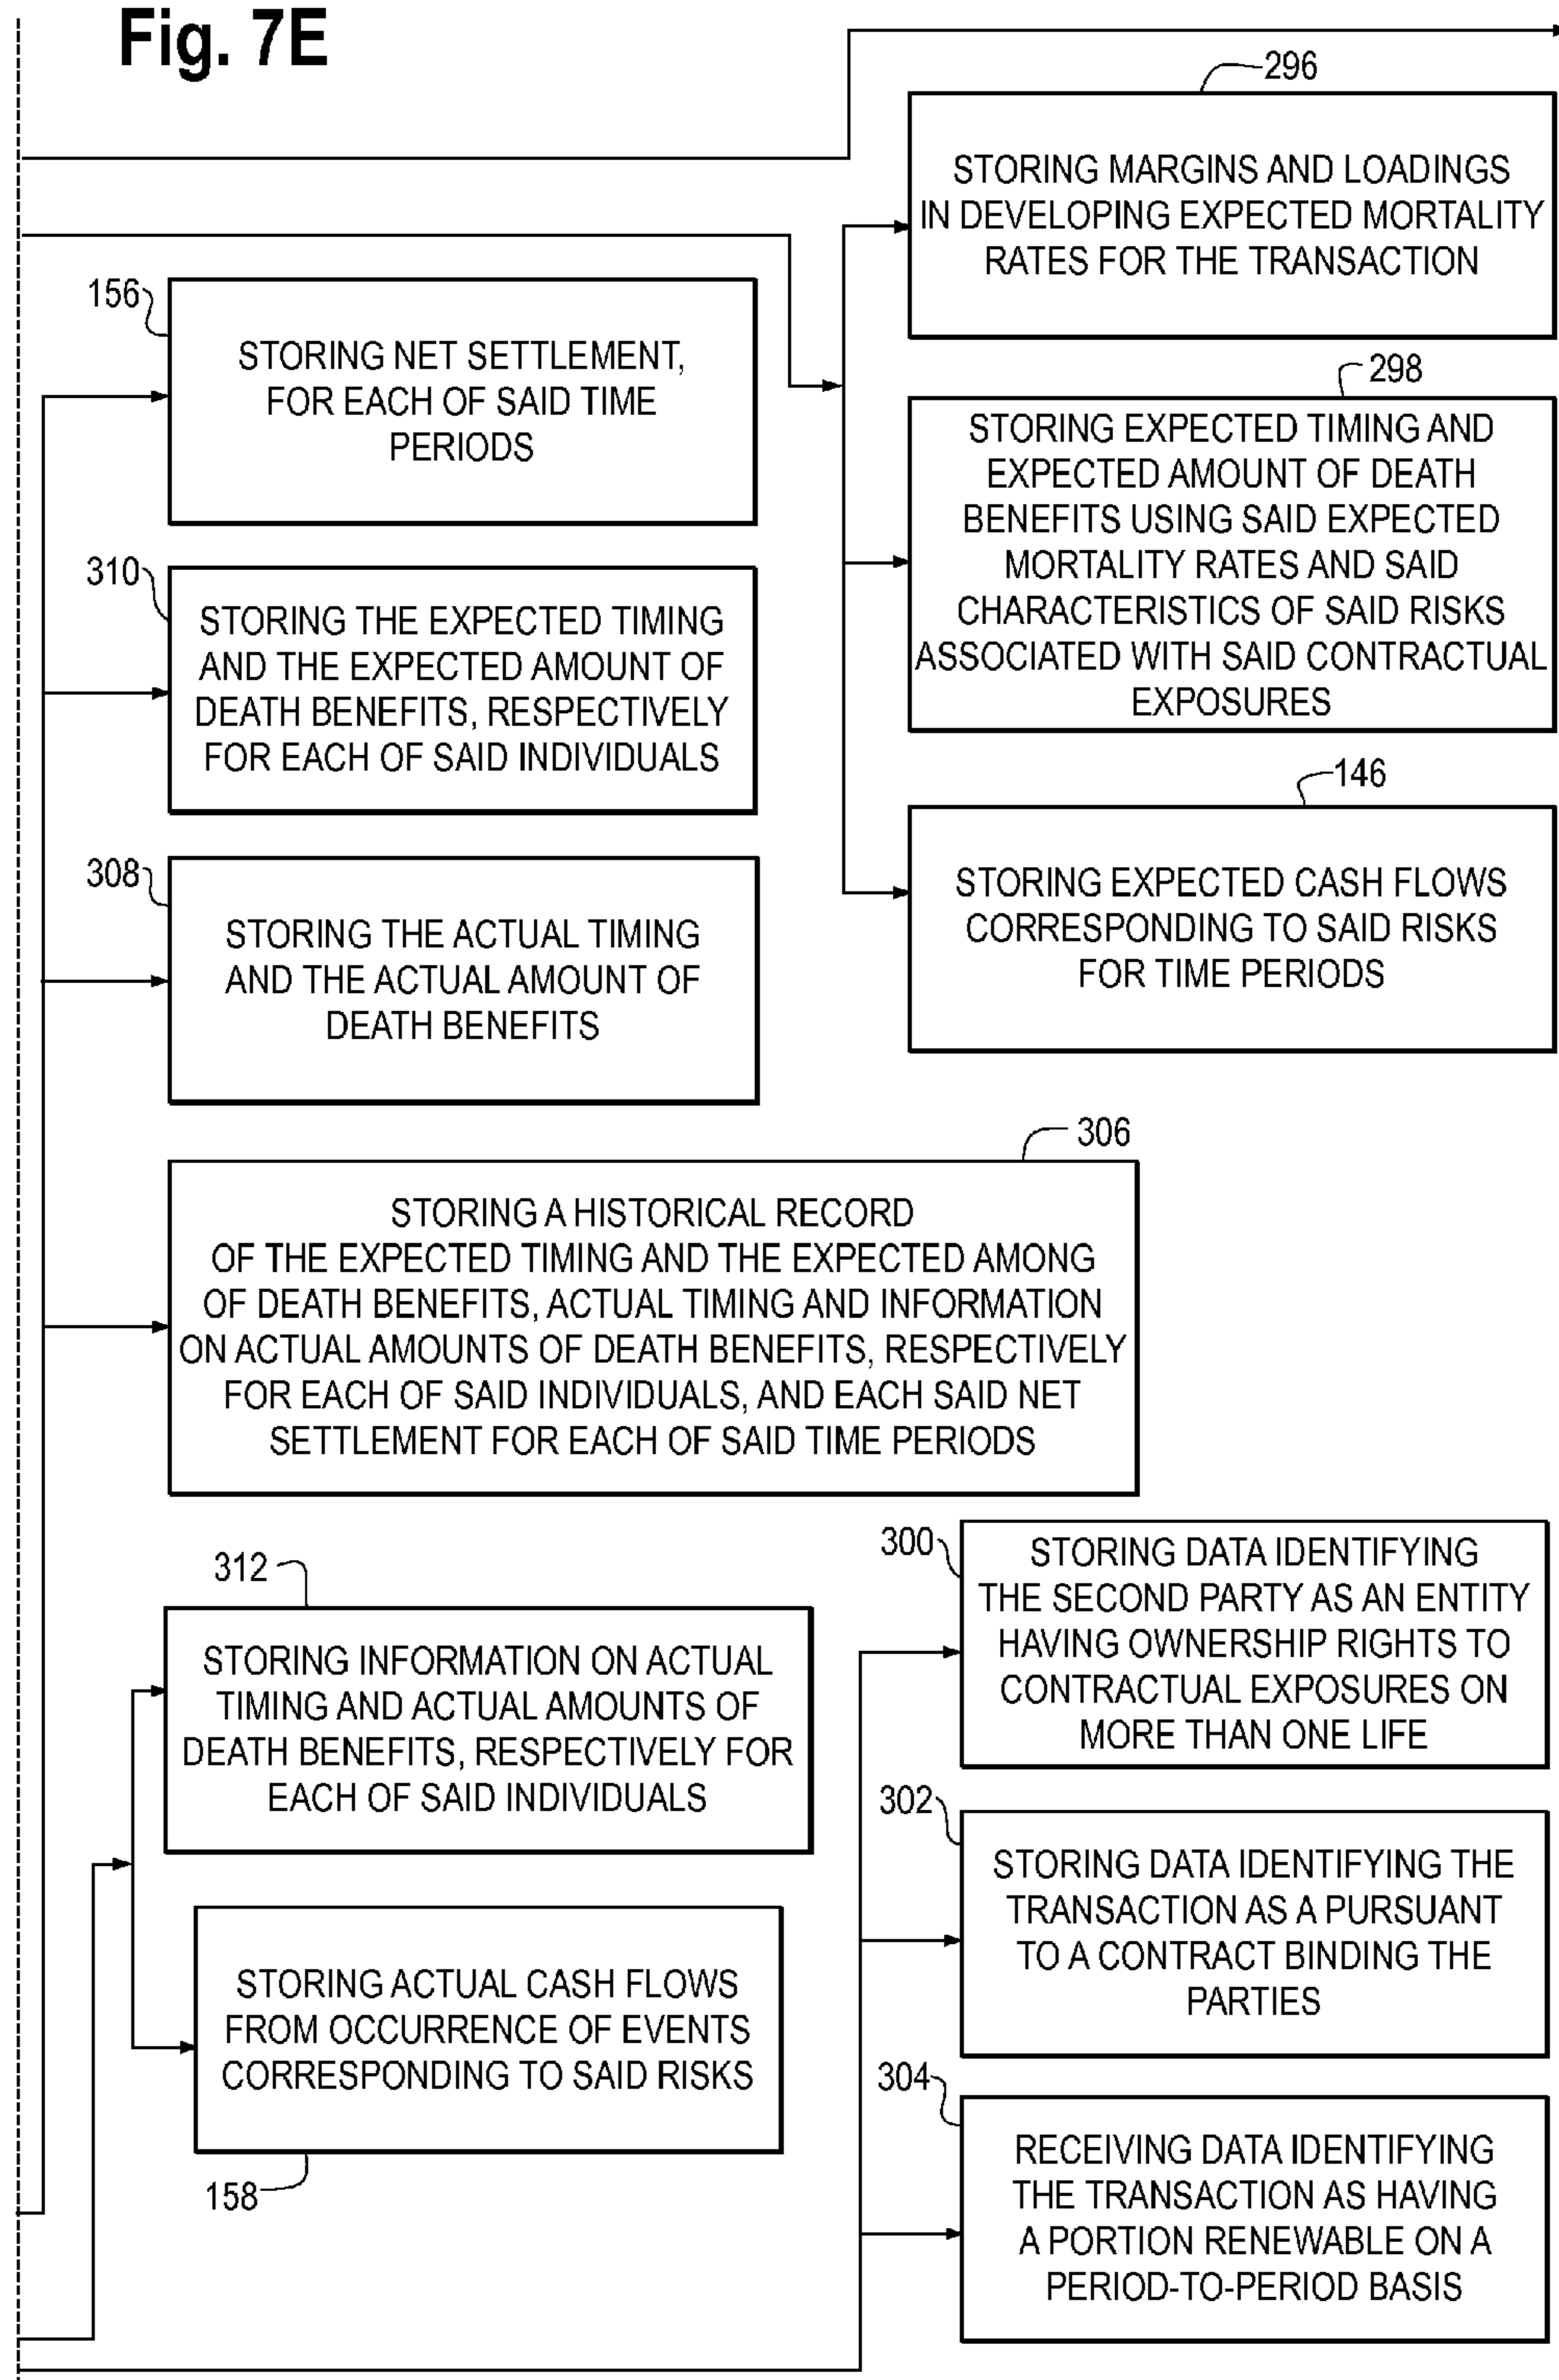 Fig. 7E
296
STORING MARGINS AND LOADINGS
IN DEVELOPING EXPECTED MORTALITY
RATES FOR THE TRANSACTION
156
STORING NET SETTLEMENT,
FOR EACH OF SAID TIME
PERIODS
298
STORING EXPECTED TIMING AND
EXPECTED AMOUNT OF DEATH
BENEFITS USING SAID EXPECTED
MORTALITY RATES AND SAID
CHARACTERISTICS OF SAID RISKS
ASSOCIATED WITH SAID CONTRACTUAL
EXPOSURES
310
STORING THE EXPECTED TIMING
AND THE EXPECTED AMOUNT OF
DEATH BENEFITS, RESPECTIVELY
FOR EACH OF SAID INDIVIDUALS
146
STORING EXPECTED CASH FLOWS
CORRESPONDING TO SAID RISKS
FOR TIME PERIODS
308
STORING THE ACTUAL TIMING
AND THE ACTUAL AMOUNT OF
DEATH BENEFITS
306
STORING A HISTORICAL RECORD
OF THE EXPECTED TIMING AND THE EXPECTED AMONG
OF DEATH BENEFITS, ACTUAL TIMING AND INFORMATION
ON ACTUAL AMOUNTS OF DEATH BENEFITS, RESPECTIVELY
FOR EACH OF SAID INDIVIDUALS, AND EACH SAID NET
SETTLEMENT FOR EACH OF SAID TIME PERIODS
300
STORING DATA IDENTIFYING
THE SECOND PARTY AS AN ENTITY
HAVING OWNERSHIP RIGHTS TO
CONTRACTUAL EXPOSURES ON
MORE THAN ONE LIFE
312
STORING INFORMATION ON ACTUAL
TIMING AND ACTUAL AMOUNTS OF
DEATH BENEFITS, RESPECTIVELY FOR
EACH OF SAID INDIVIDUALS
302
STORING DATA IDENTIFYING THE
TRANSACTION AS A PURSUANT
TO A CONTRACT BINDING THE
PARTIES
STORING ACTUAL CASH FLOWS
FROM OCCURRENCE OF EVENTS
CORRESPONDING TO SAID RISKS
158
304
RECEIVING DATA IDENTIFYING
THE TRANSACTION AS HAVING
A PORTION RENEWABLE ON A
PERIOD-TO-PERIOD BASIS